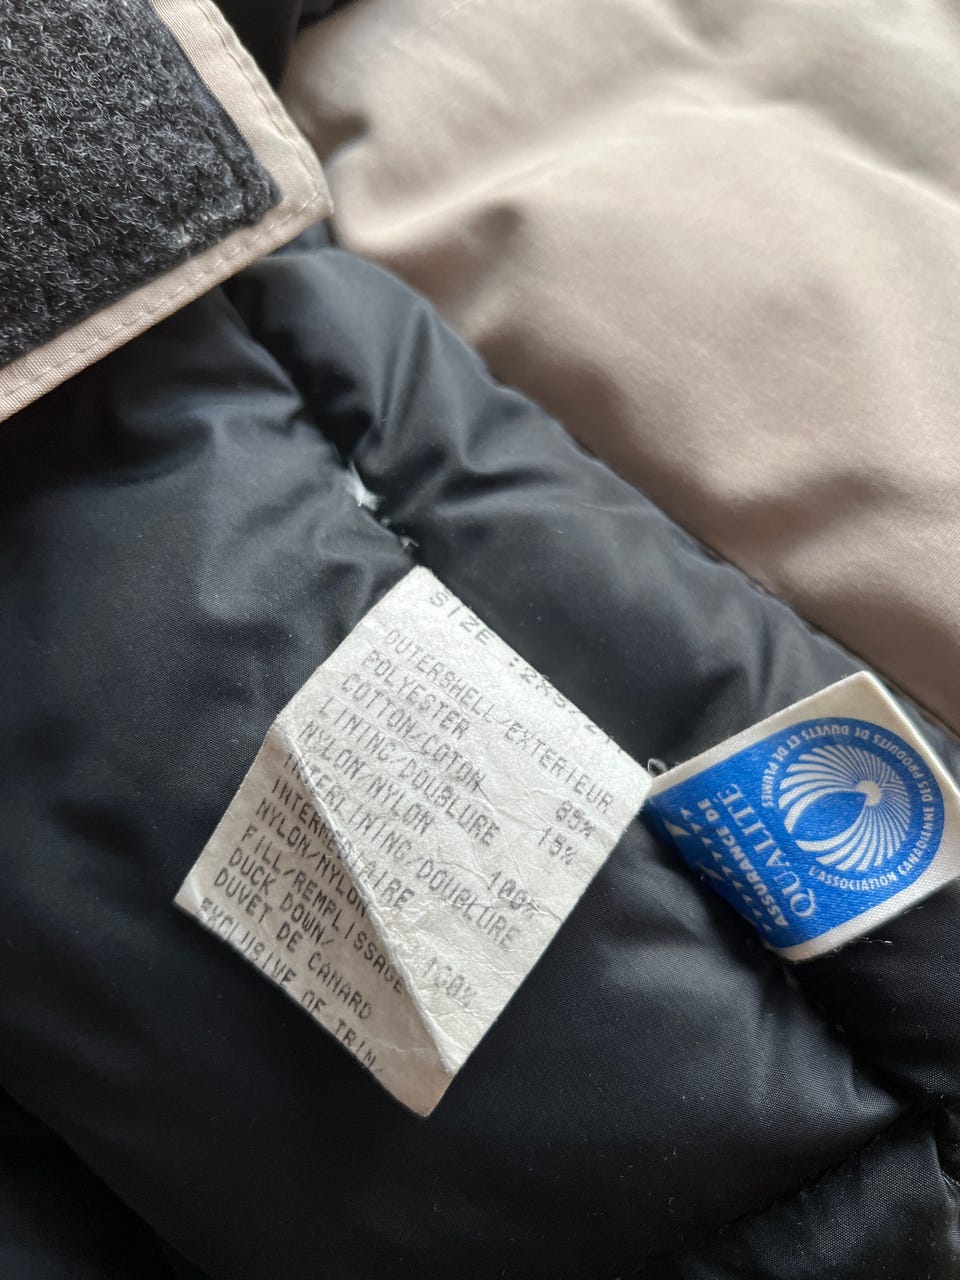 SIZE
OUTERSHELL/EXTERIEUR
POLYESTER 85%
COTTON/COTON 15%
LINING/DOUBLURE
NYLON/NYLON 100%
INTERLINING/DOUBLURE
INTERMEDIAIRE
NYLON/NYLON 100%
FILL/REMPLISSAGE
DUCK DOWN/
DUVET DE CANARD
EXCLUSIVE OF TRIM/
ASSURANCE DE
QUALITÉ
L'ASSOCIATION CANADIENNE DES PRODUITS DE DUVETS ET DE PLUMES